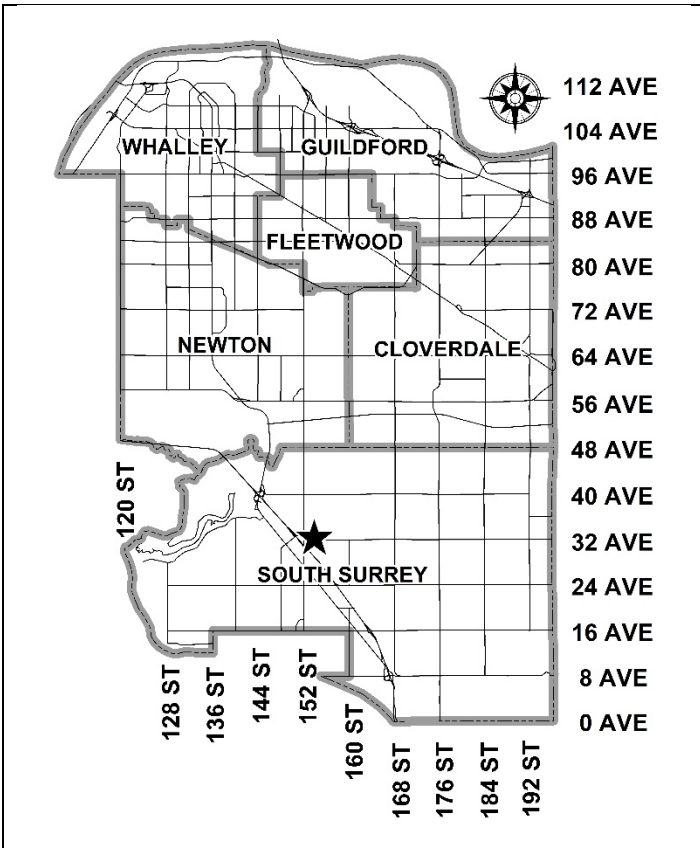 112 AVE
104 AVE
WHALLEY
GUILDFORD
96 AVE
88 AVE
FLEETWOOD
80 AVE
72 AVE
NEWTON
CLOVERDALE
64 AVE
56 AVE
48 AVE
120 ST
40 AVE
32 AVE
SOUTH SURREY
24 AVE
16 AVE
8 AVE
0 AVE
128 ST
136 ST
144 ST
152 ST
160 ST
168 ST
176 ST
184 ST
192 ST